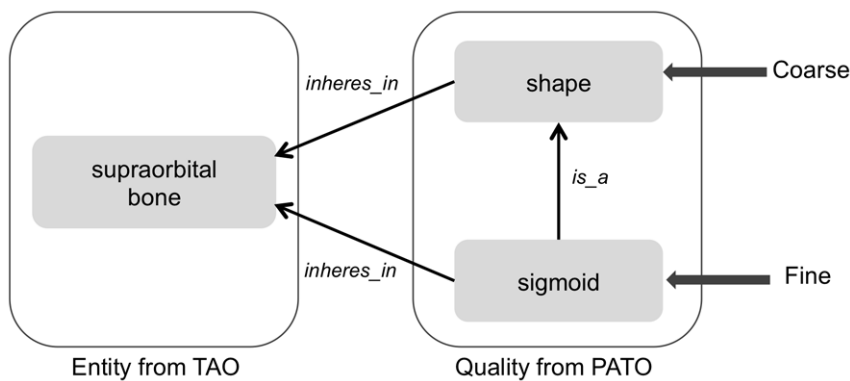 inheres_in
shape
Coarse
supraorbital
bone
is_a
inheres_in
sigmoid
Fine
Entity from TAO
Quality from PATO